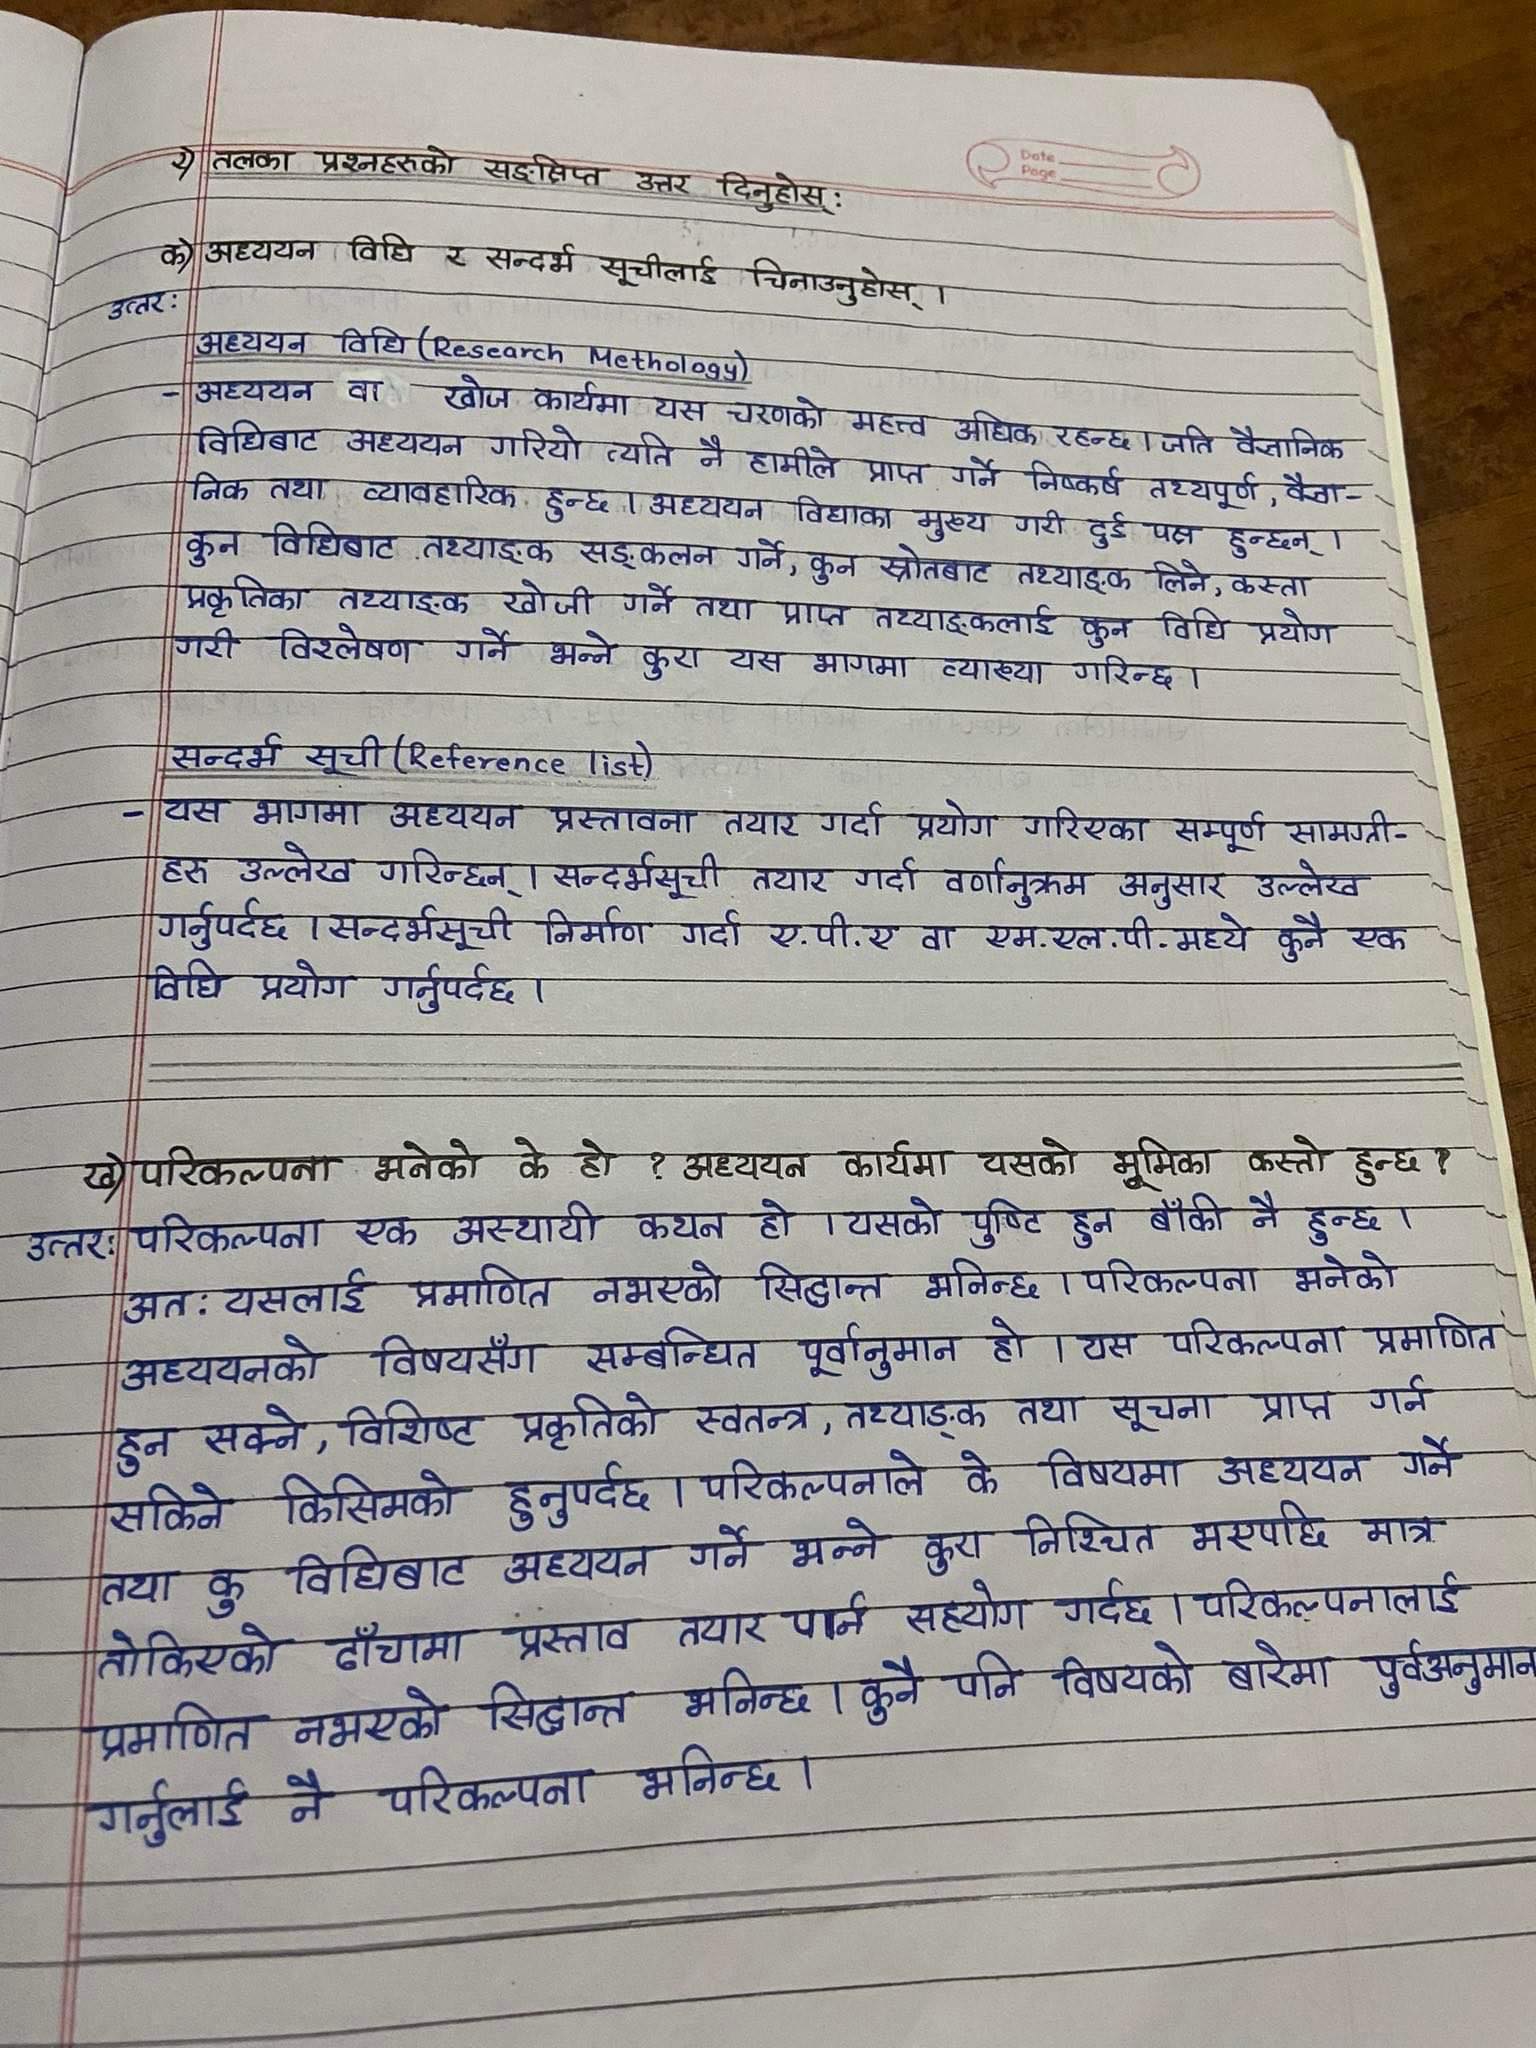 २) तलका प्रश्नहरुको सङ्क्षिप्त उत्तर दिनुहोस्:
Date
Page
क) अध्ययन विधि र सन्दर्भ सूचीलाई चिनाउनुहोस् ।
उत्तर:
अध्ययन विधि (Research Methology)
- अध्ययन वा खोज कार्यमा यस चरणको महत्त्व अधिक रहन्छ । जति वैज्ञानिक
विधिबाट अध्ययन गरियो त्यति नै हामीले प्राप्त गर्ने निष्कर्ष तथ्यपूर्ण, वैज्ञा-
निक तथा व्यावहारिक हुन्छ । अध्ययन विद्याका मुख्य गरी दुई पक्ष हुन्छन् ।
कुन विधिबाट तथ्याङ्क सङ्कलन गर्ने, कुन स्रोतबाट तथ्याङ्क लिने, कस्ता
प्रकृतिका तथ्याङ्क खोजी गर्ने तथा प्राप्त तथ्याङ्कलाई कुन विधि प्रयोग
गरी विश्लेषण गर्ने भन्ने कुरा यस भागमा व्याख्या गरिन्छ ।
सन्दर्भ सूची (Reference list)
- यस भागमा अध्ययन प्रस्तावना तयार गर्दा प्रयोग गरिएका सम्पूर्ण सामग्री-
हरु उल्लेख गरिन्छन् । सन्दर्भसूची तयार गर्दा वर्णानुक्रम अनुसार उल्लेख
गर्नुपर्दछ । सन्दर्भसूची निर्माण गर्दा ए.पी.ए वा एम.एल.पी. मध्ये कुनै एक
विधि प्रयोग गर्नुपर्दछ ।
ख) परिकल्पना भनेको के हो ? अध्ययन कार्यमा यसको भूमिका कस्तो हुन्छ ?
उत्तर: परिकल्पना एक अस्थायी कथन हो । यसको पुष्टि हुन बाँकी नै हुन्छ ।
अत: यसलाई प्रमाणित नभएको सिद्धान्त भनिन्छ । परिकल्पना भनेको
अध्ययनको विषयसँग सम्बन्धित पूर्वानुमान हो । यस परिकल्पना प्रमाणित
हुन सक्ने, विशिष्ट प्रकृतिको स्वतन्त्र, तथ्याङ्क तथा सूचना प्राप्त गर्न
सकिने किसिमको हुनुपर्दछ । परिकल्पनाले के विषयमा अध्ययन गर्ने
तथा कु विधिबाट अध्ययन गर्ने भन्ने कुरा निश्चित भएपछि मात्र
तोकिएको ढाँचामा प्रस्ताव तयार पार्न सहयोग गर्दछ । परिकल्पनालाई
प्रमाणित नभएको सिद्धान्त भनिन्छ । कुनै पनि विषयको बारेमा पुर्वअनुमान
गर्नुलाई नै परिकल्पना भनिन्छ ।